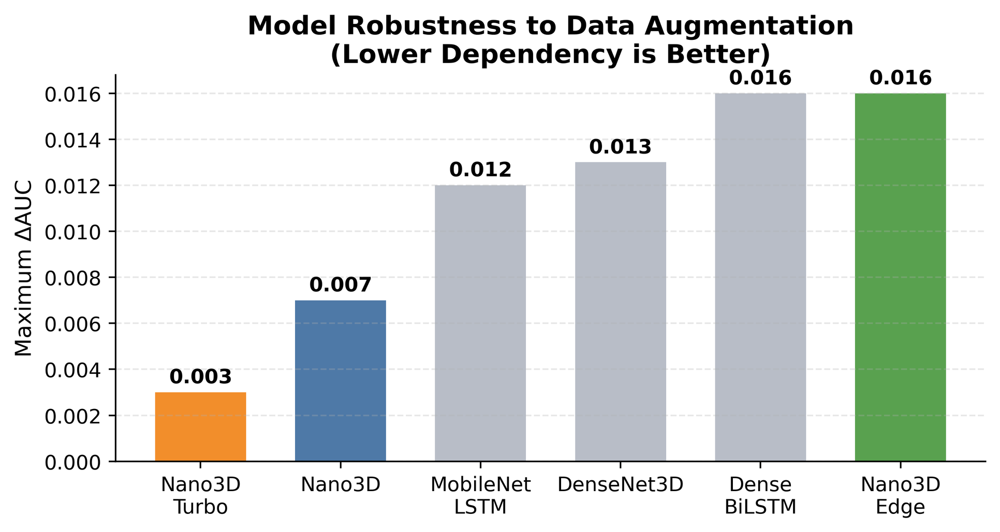 Model Robustness to Data Augmentation
(Lower Dependency is Better)
Maximum ΔAUC
0.016
0.014
0.012
0.010
0.008
0.006
0.004
0.002
0.000
0.003
0.007
0.012
0.013
0.016
0.016
Nano3D
Turbo
Nano3D
MobileNet
LSTM
DenseNet3D
Dense
BiLSTM
Nano3D
Edge